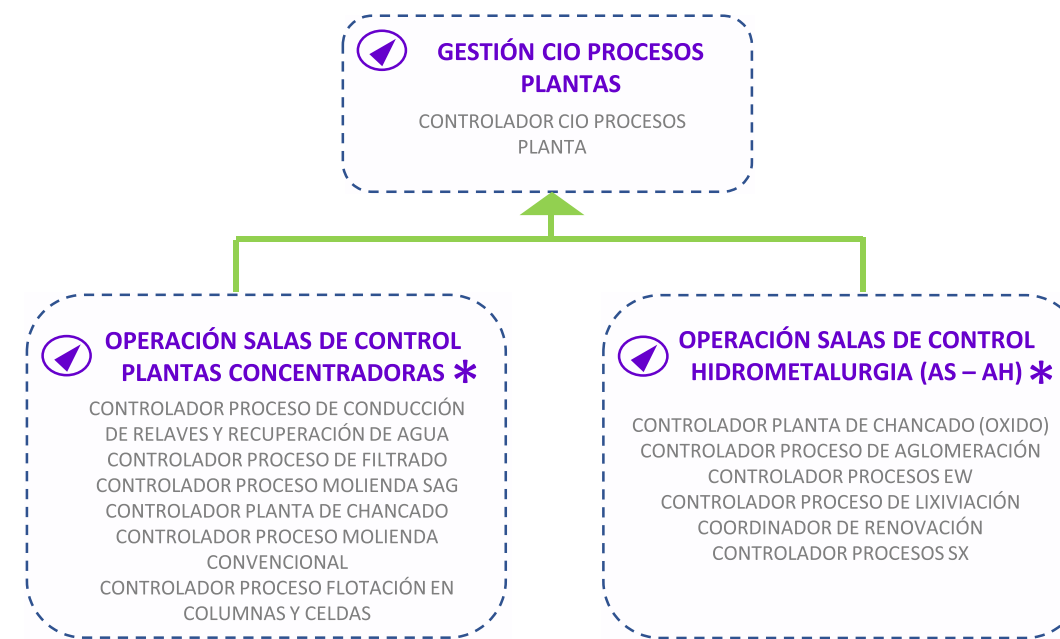 GESTIÓN CIO PROCESOS
PLANTAS
CONTROLADOR CIO PROCESOS
PLANTA
OPERACIÓN SALAS DE CONTROL
PLANTAS CONCENTRADORAS *
CONTROLADOR PROCESO DE CONDUCCIÓN
DE RELAVES Y RECUPERACIÓN DE AGUA
CONTROLADOR PROCESO DE FILTRADO
CONTROLADOR PROCESO MOLIENDA SAG
CONTROLADOR PLANTA DE CHANCADO
CONTROLADOR PROCESO MOLIENDA
CONVENCIONAL
CONTROLADOR PROCESO FLOTACIÓN EN
COLUMNAS Y CELDAS
OPERACIÓN SALAS DE CONTROL
HIDROMETALURGIA (AS – AH) *
CONTROLADOR PLANTA DE CHANCADO (OXIDO)
CONTROLADOR PROCESO DE AGLOMERACIÓN
CONTROLADOR PROCESOS EW
CONTROLADOR PROCESO DE LIXIVIACIÓN
COORDINADOR DE RENOVACIÓN
CONTROLADOR PROCESOS SX